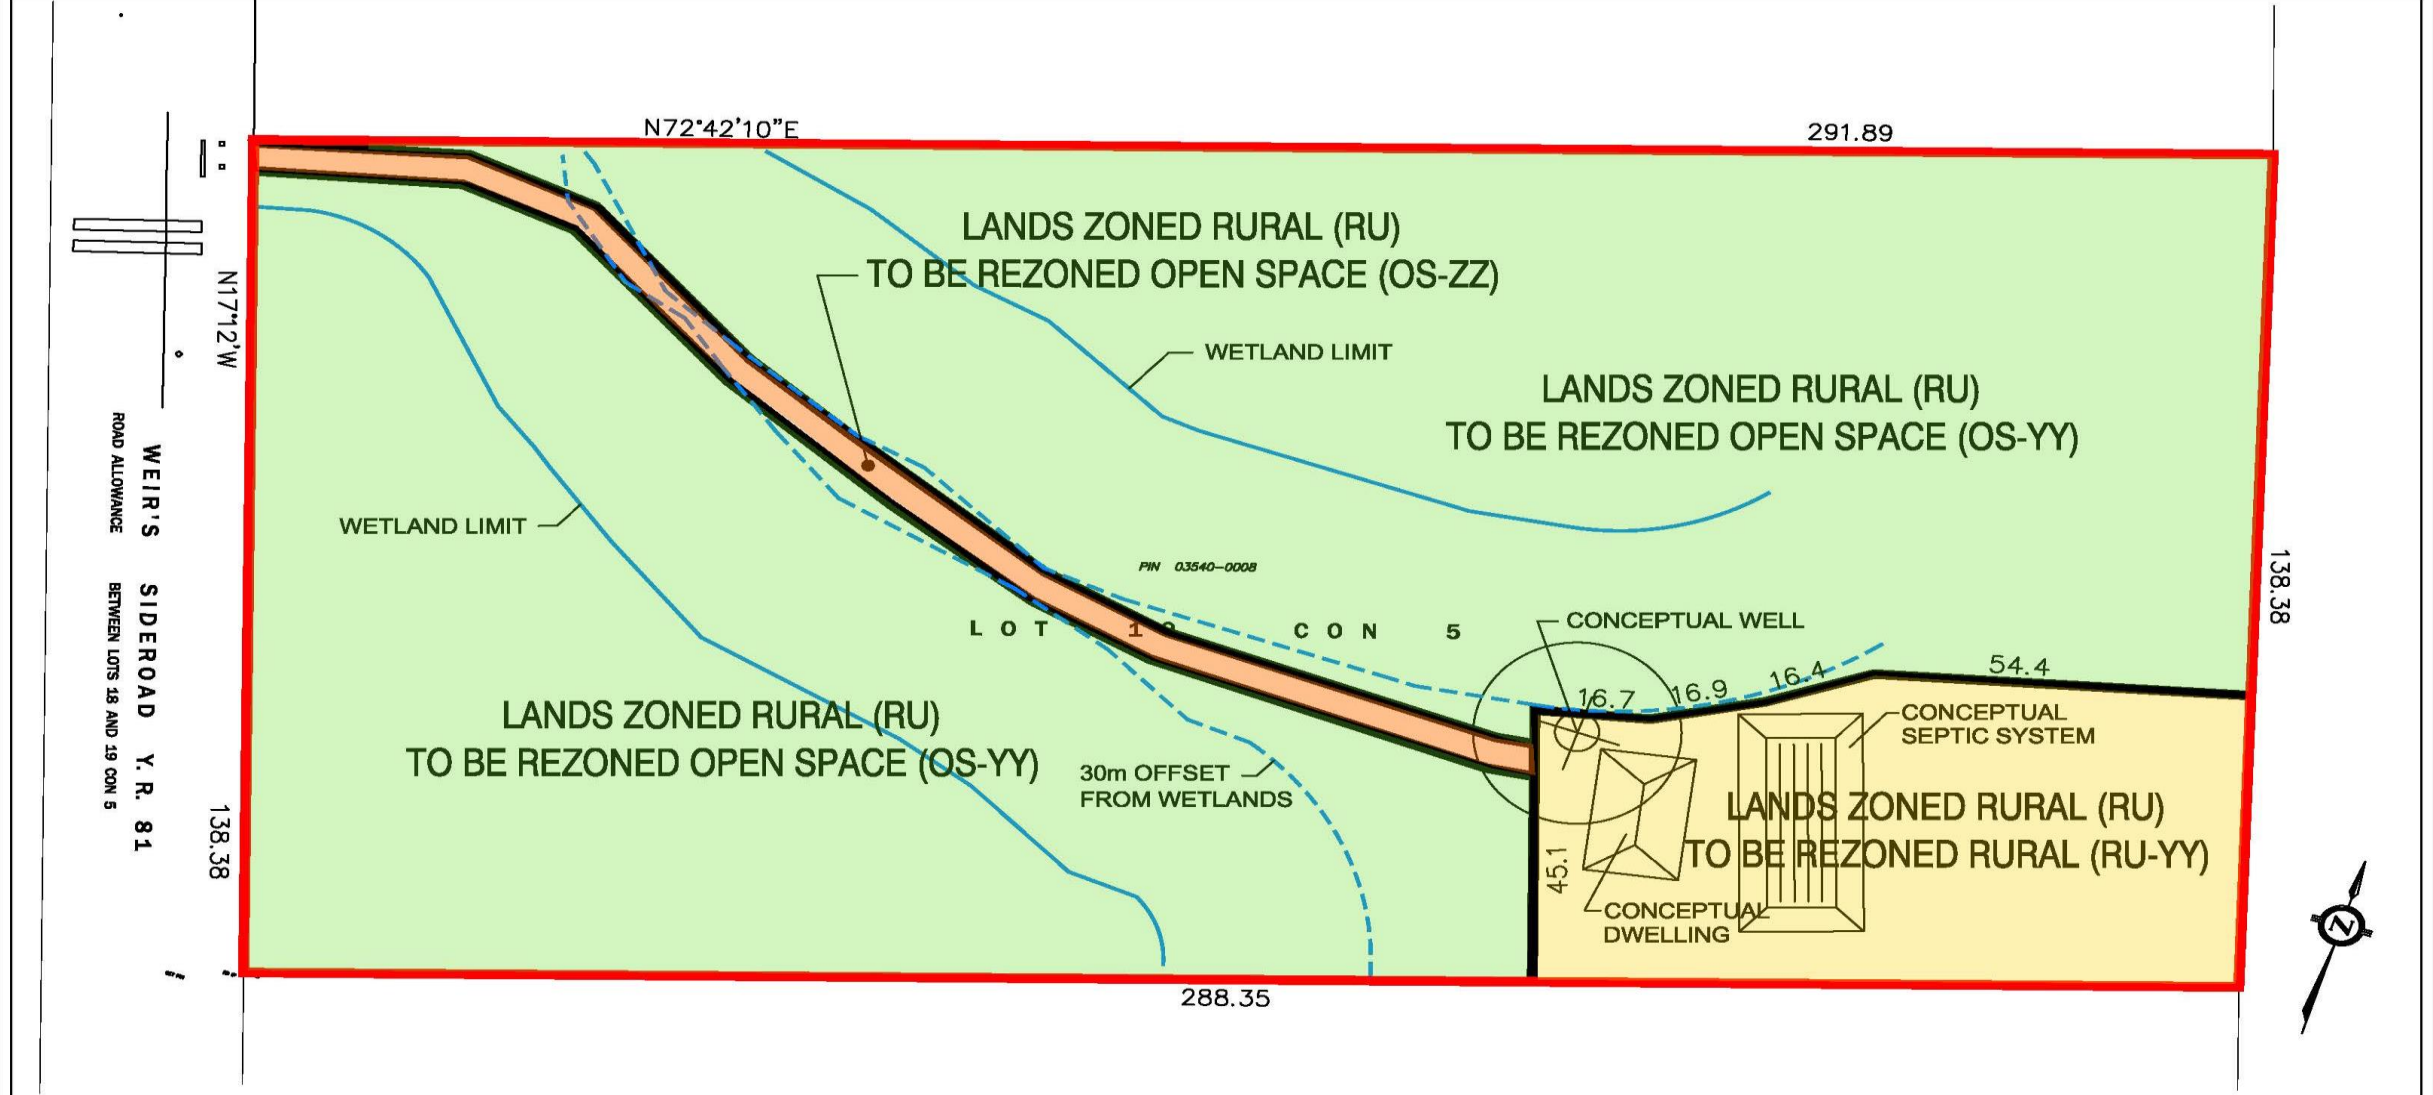 N72°42'10"E
291.89
LANDS ZONED RURAL (RU)
TO BE REZONED OPEN SPACE (OS-ZZ)
WETLAND LIMIT
LANDS ZONED RURAL (RU)
TO BE REZONED OPEN SPACE (OS-YY)
N17°12'W
WEIR'S SIDEROAD Y.R. 81
ROAD ALLOWANCE BETWEEN LOTS 18 AND 19 CON 5
138.38
WETLAND LIMIT
PIN 03540-0008
LOT CON 5
138.38
CONCEPTUAL WELL
16.7
16.9
16.4
54.4
LANDS ZONED RURAL (RU)
TO BE REZONED OPEN SPACE (OS-YY)
30m OFFSET
FROM WETLANDS
CONCEPTUAL
SEPTIC SYSTEM
LANDS ZONED RURAL (RU)
TO BE REZONED RURAL (RU-YY)
45.1
CONCEPTUAL
DWELLING
288.35
N